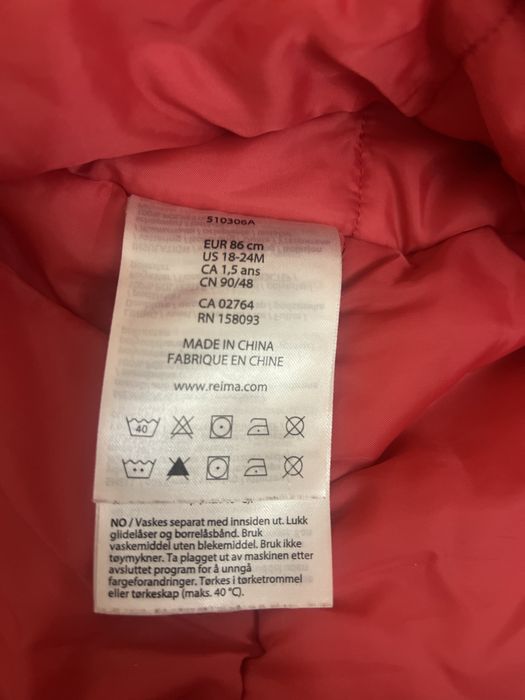 510306A
EUR 86 cm
US 18-24M
CA 1,5 ans
CN 90/48
CA 02764
RN 158093
MADE IN CHINA
FABRIQUE EN CHINE
www.reima.com
40
NO / Vaskes separat med innsiden ut. Lukk
glidelåser og borrelåsbånd. Bruk
vaskemiddel uten blekemiddel. Bruk ikke
tøymykner. Ta plagget ut av maskinen etter
avsluttet program for å unngå
fargeforandringer. Tørkes i tørketrommel
eller tørkeskap (maks. 40 °C).